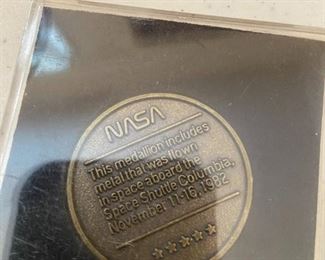 NASA
This medallion includes
metal that was flown
in space aboard the
Space Shuttle Columbia,
November 11-16, 1982